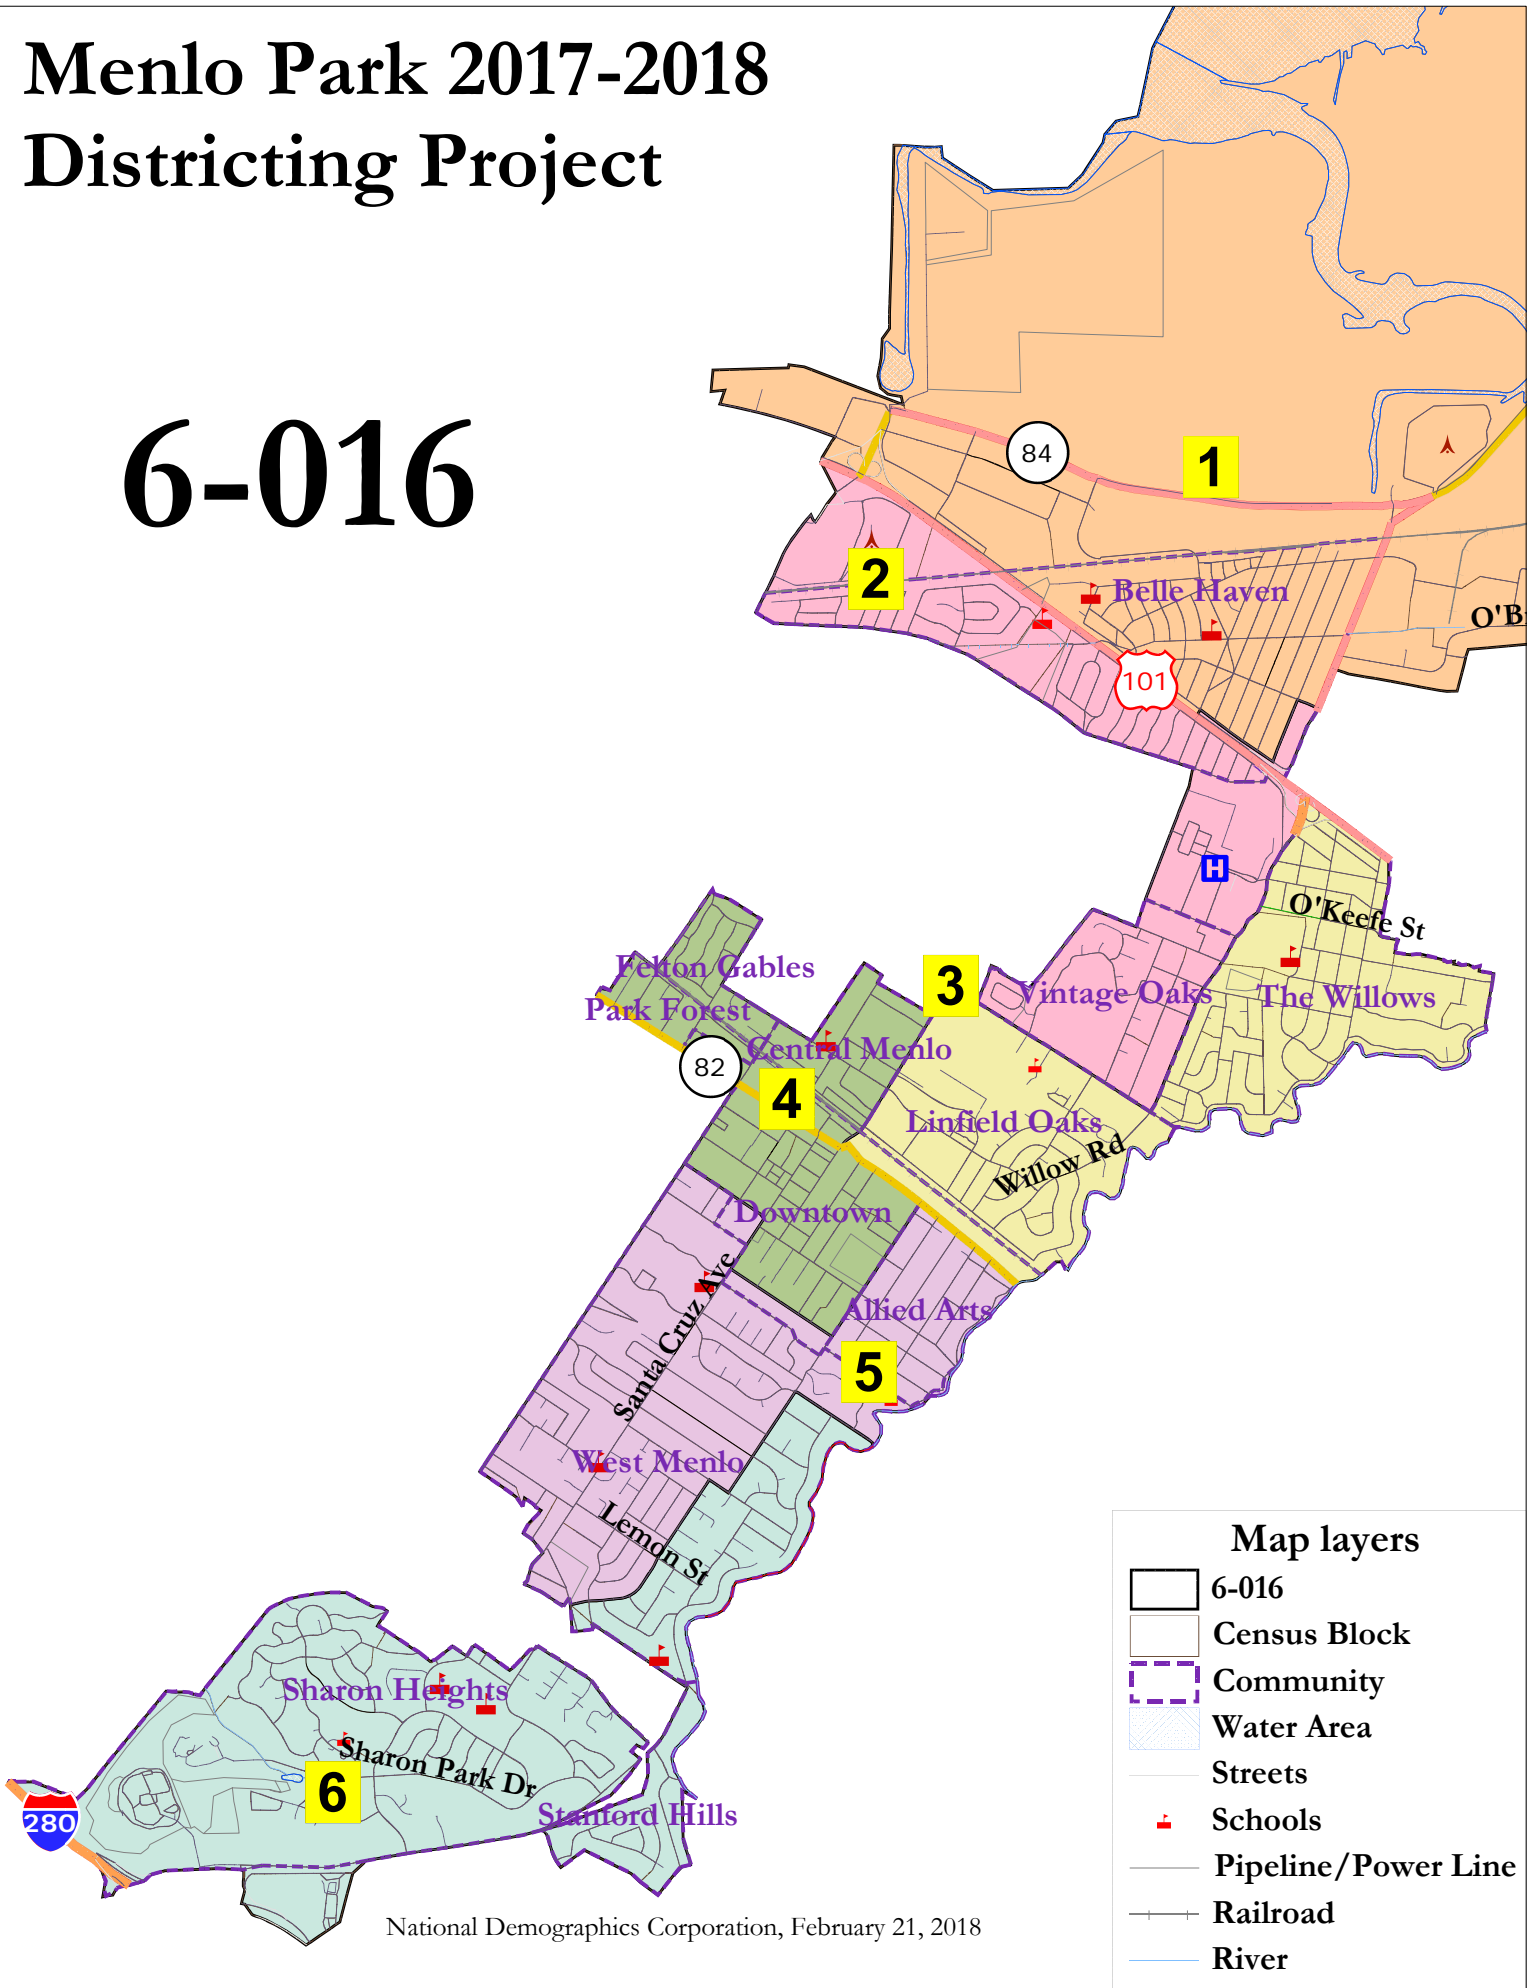 Menlo Park 2017-2018
Districting Project
6-016
84
1
2
Belle Haven
101
H
O'Keefe St
Felton Gables
3
Vintage Oaks
The Willows
Park Forest
Central Menlo
82
4
Linfield Oaks
Willow Rd
Downtown
Santa Cruz Ave
Allied Arts
5
West Menlo
Lemon St
Sharon Heights
Sharon Park Dr
6
280
Stanford Hills
National Demographics Corporation, February 21, 2018
Map layers
6-016
Census Block
Community
Water Area
Streets
Schools
Pipeline/Power Line
Railroad
River